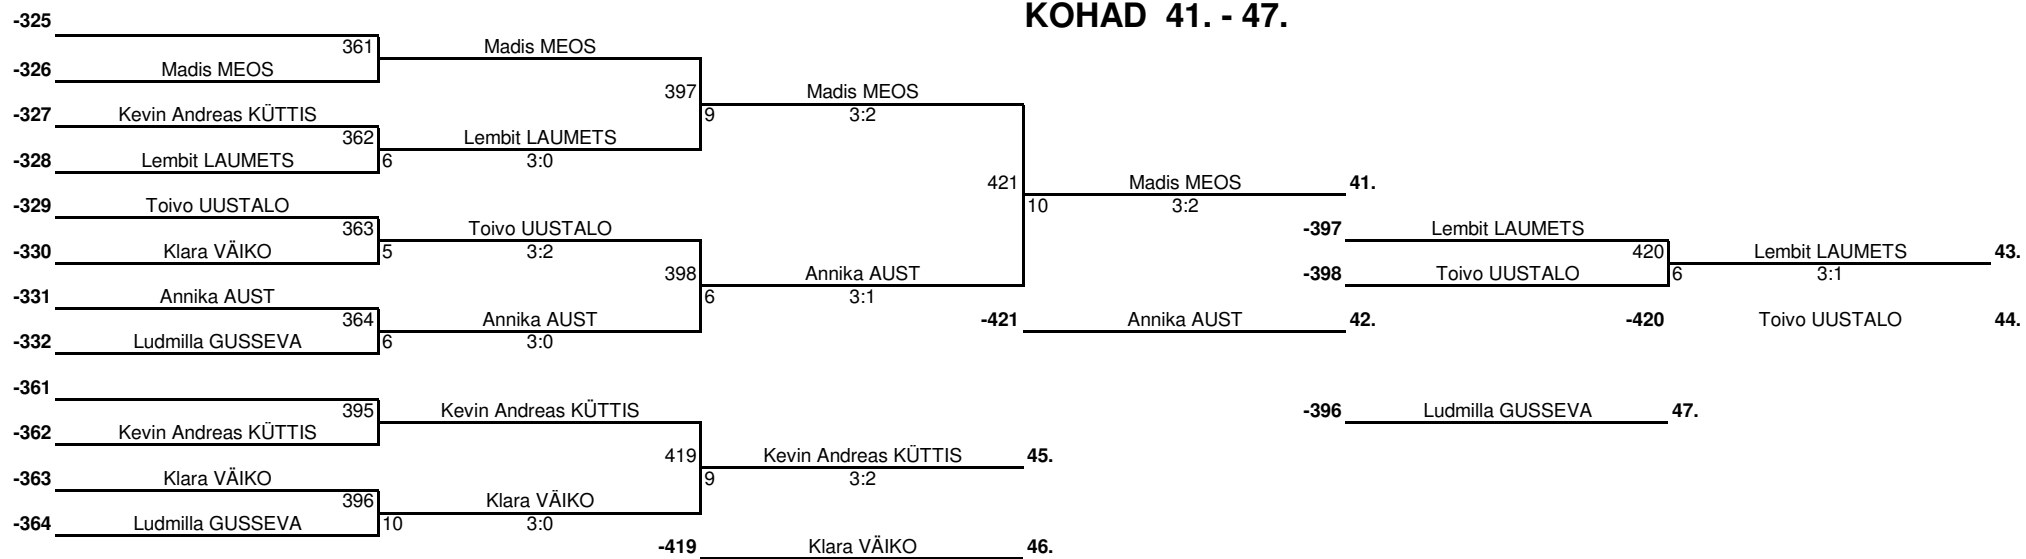 KOHAD 41. - 47.
-325
361 Madis MEOS
-326 Madis MEOS
397 Madis MEOS
-327 Kevin Andreas KÜTTIS
9 3:2
362 Lembit LAUMETS
-328 Lembit LAUMETS 6 3:0
421 Madis MEOS 41.
-329 Toivo UUSTALO
10 3:2
363 Toivo UUSTALO
-397 Lembit LAUMETS
-330 Klara VÄIKO 5 3:2
420 Lembit LAUMETS 43.
398 Annika AUST
-398 Toivo UUSTALO 6 3:1
-331 Annika AUST
6 3:1
364 Annika AUST
-421 Annika AUST 42.
-420 Toivo UUSTALO 44.
-332 Ludmilla GUSSEVA 6 3:0
-361
395 Kevin Andreas KÜTTIS
-396 Ludmilla GUSSEVA 47.
-362 Kevin Andreas KÜTTIS
419 Kevin Andreas KÜTTIS 45.
-363 Klara VÄIKO
9 3:2
396 Klara VÄIKO
-364 Ludmilla GUSSEVA 10 3:0
-419 Klara VÄIKO 46.